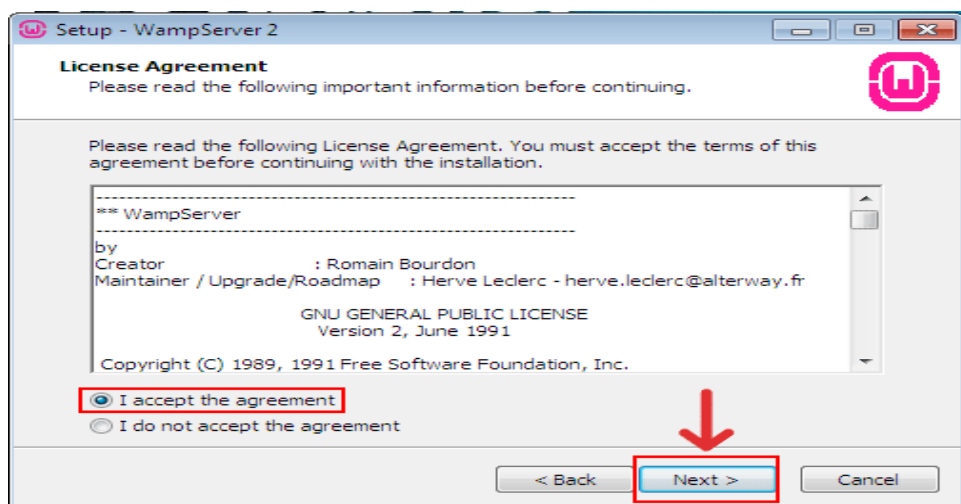 Setup - WampServer 2
License Agreement
Please read the following important information before continuing.
Please read the following License Agreement. You must accept the terms of this
agreement before continuing with the installation.
------------------------------------------------------------
** WampServer
------------------------------------------------------------
by
Creator : Romain Bourdon
Maintainer / Upgrade/Roadmap : Herve Leclerc - herve.leclerc@alterway.fr
GNU GENERAL PUBLIC LICENSE
Version 2, June 1991
Copyright (C) 1989, 1991 Free Software Foundation, Inc.
I accept the agreement
I do not accept the agreement
< Back
Next >
Cancel